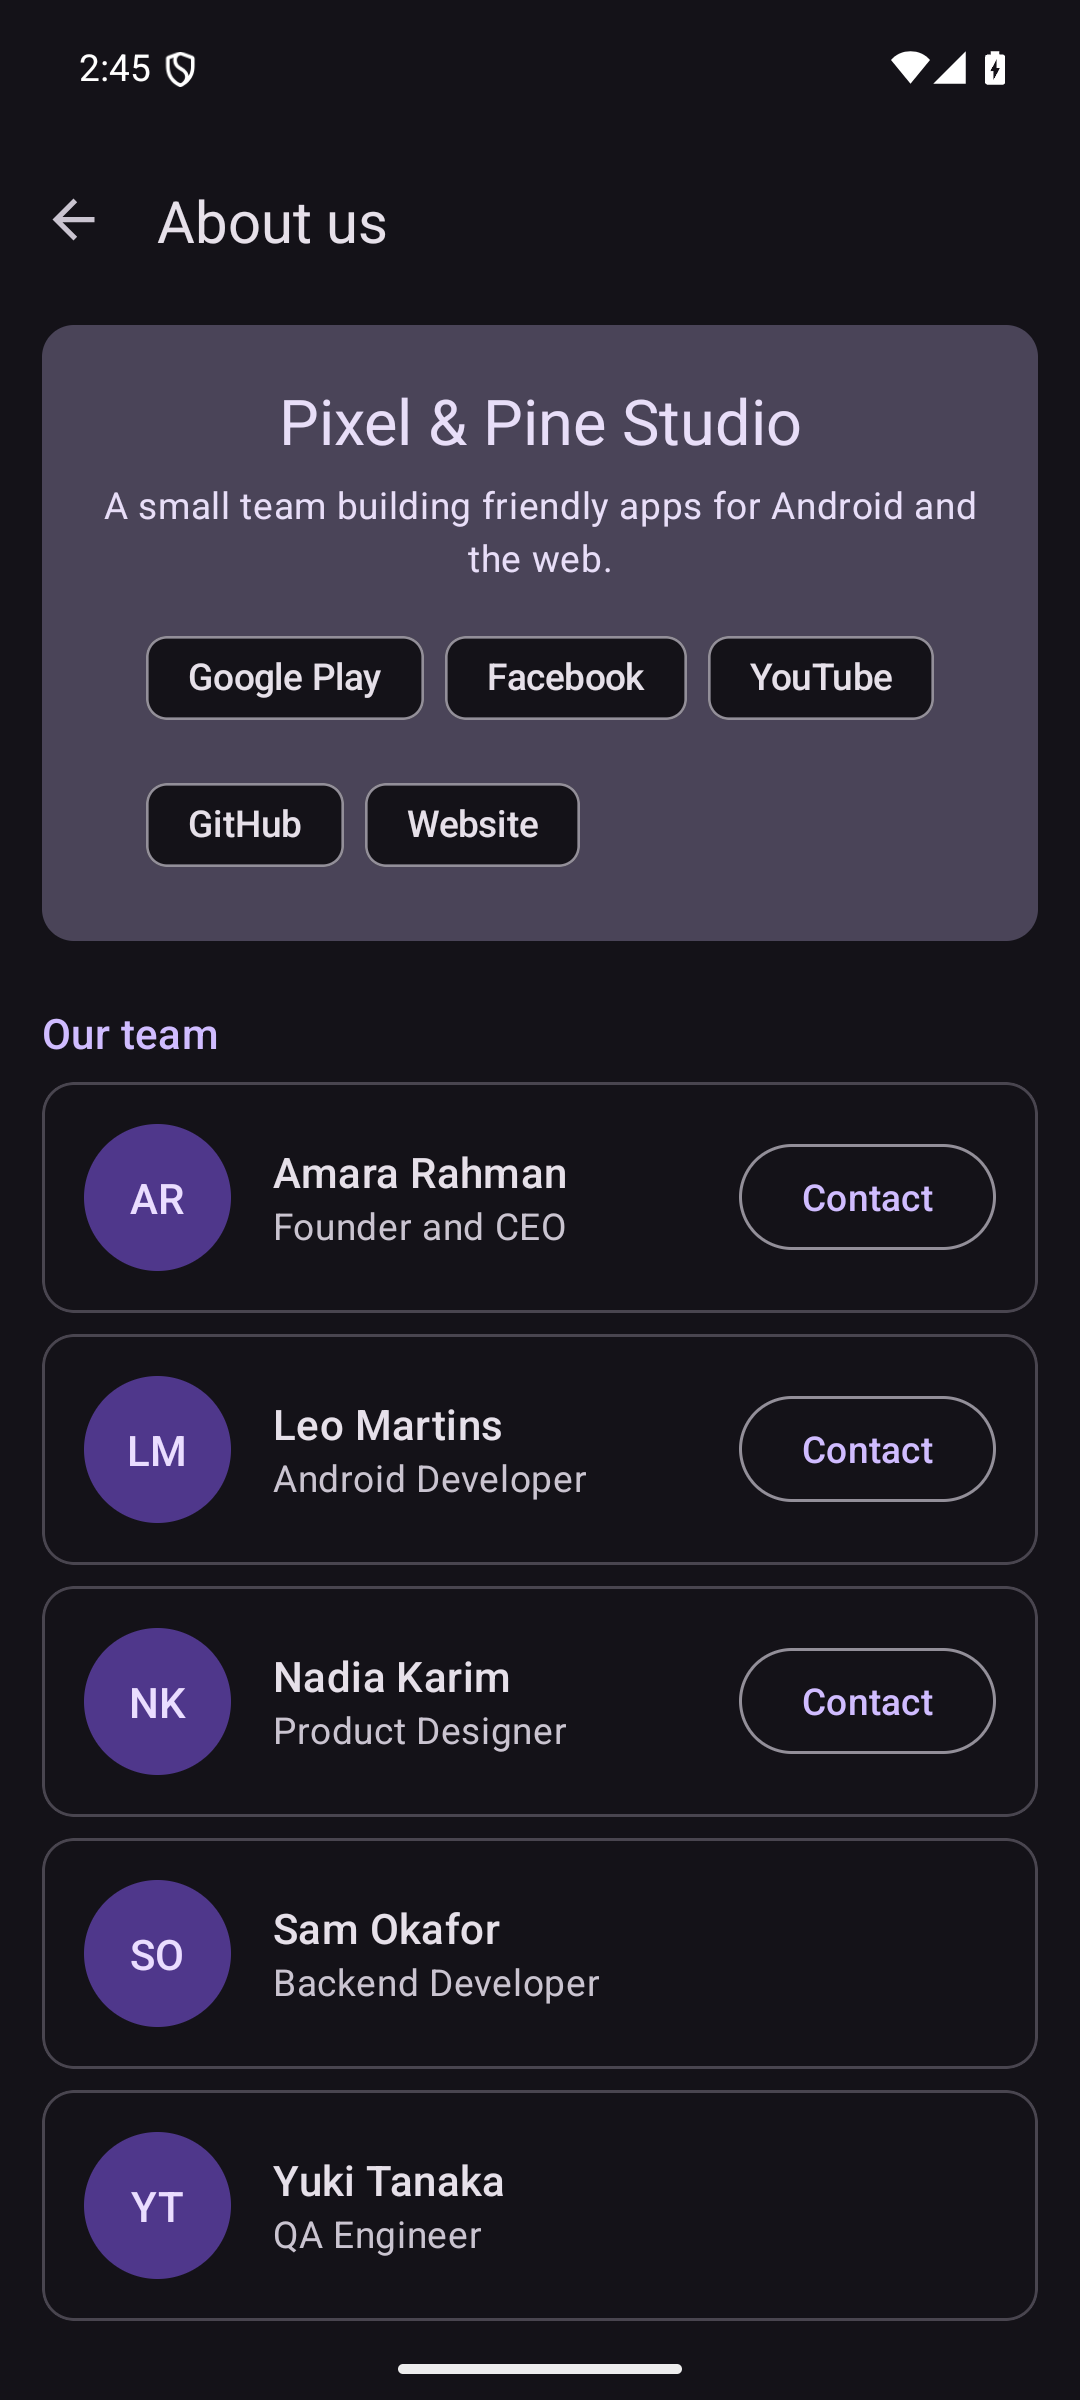 2:45
About us
Pixel & Pine Studio
A small team building friendly apps for Android and
the web.
Google Play Facebook YouTube
GitHub Website
Our team
AR
Amara Rahman
Founder and CEO
Contact
LM
Leo Martins
Android Developer
Contact
NK
Nadia Karim
Product Designer
Contact
SO
Sam Okafor
Backend Developer
YT
Yuki Tanaka
QA Engineer